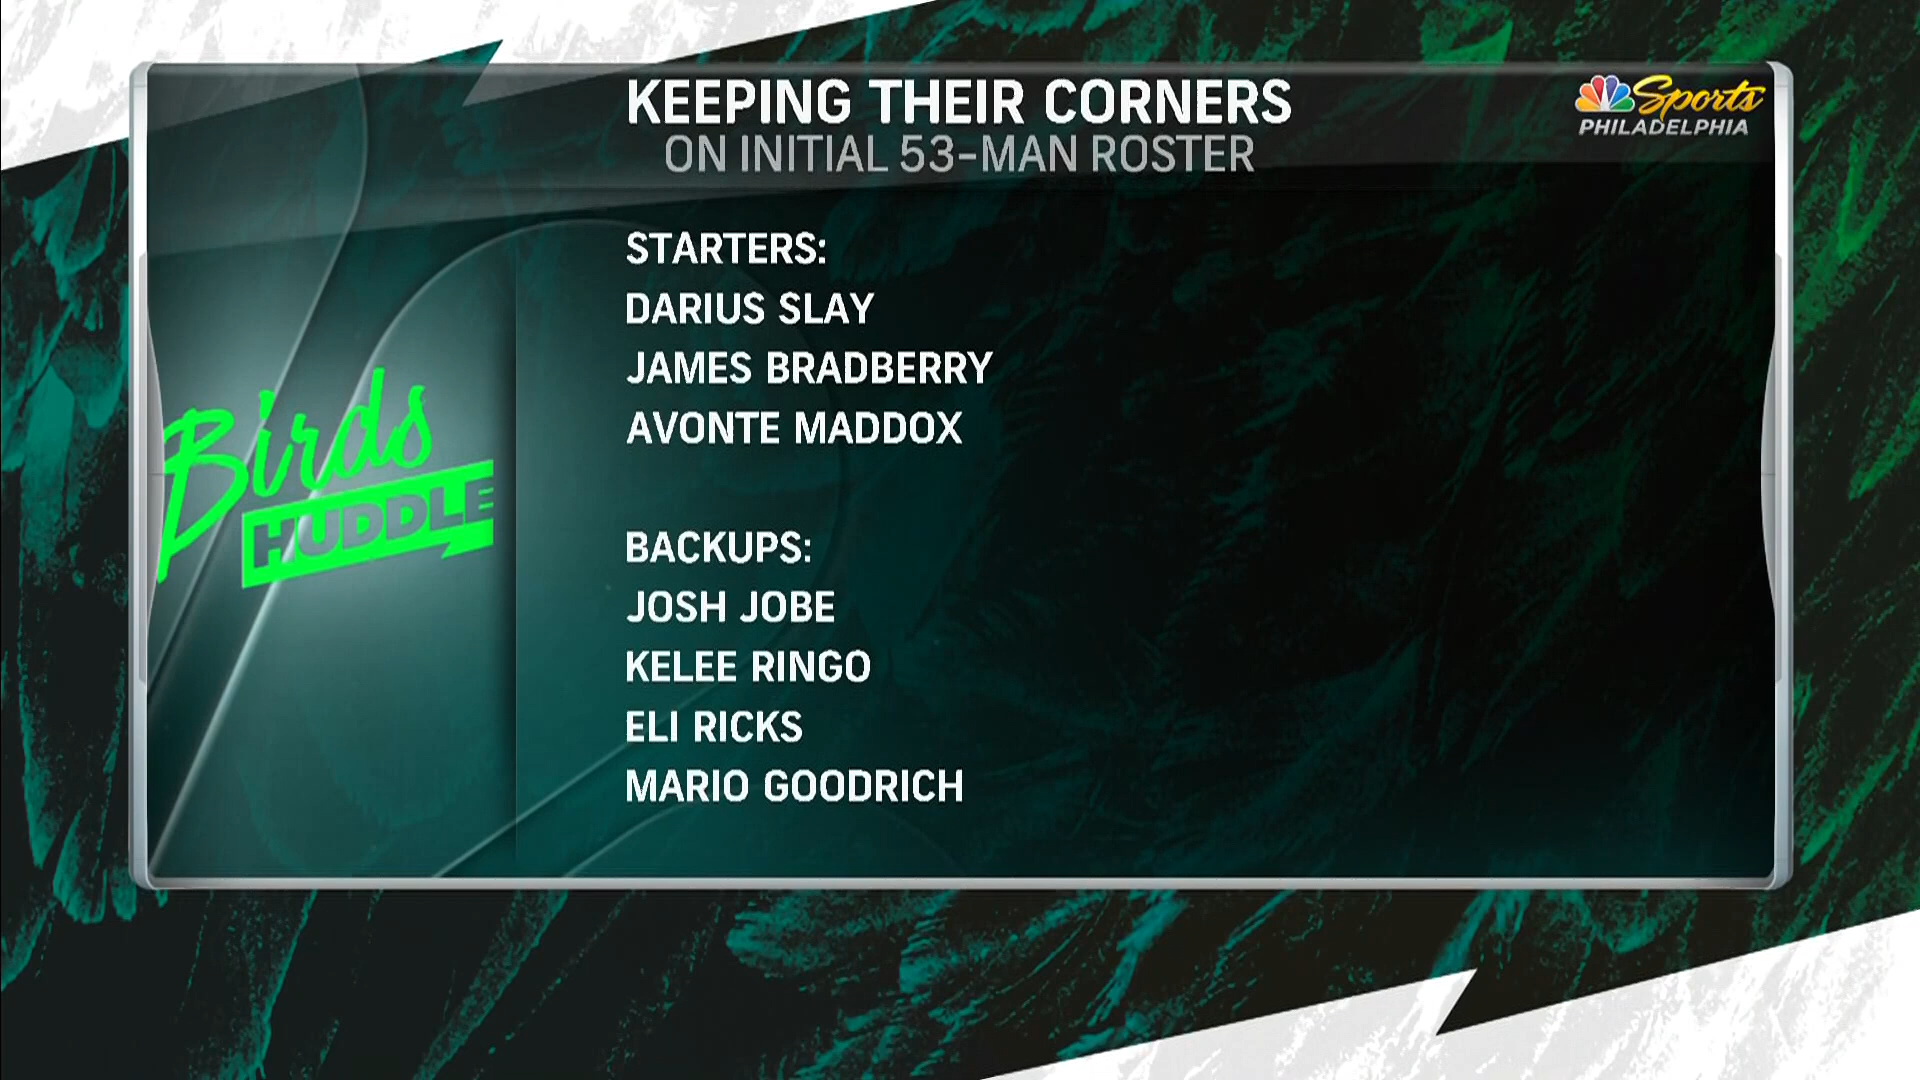 KEEPING THEIR CORNERS
ON INITIAL 53-MAN ROSTER
Sports
PHILADELPHIA
STARTERS:
DARIUS SLAY
JAMES BRADBERRY
AVONTE MADDOX
Birds
HUDDLE
BACKUPS:
JOSH JOBE
KELEE RINGO
ELI RICKS
MARIO GOODRICH